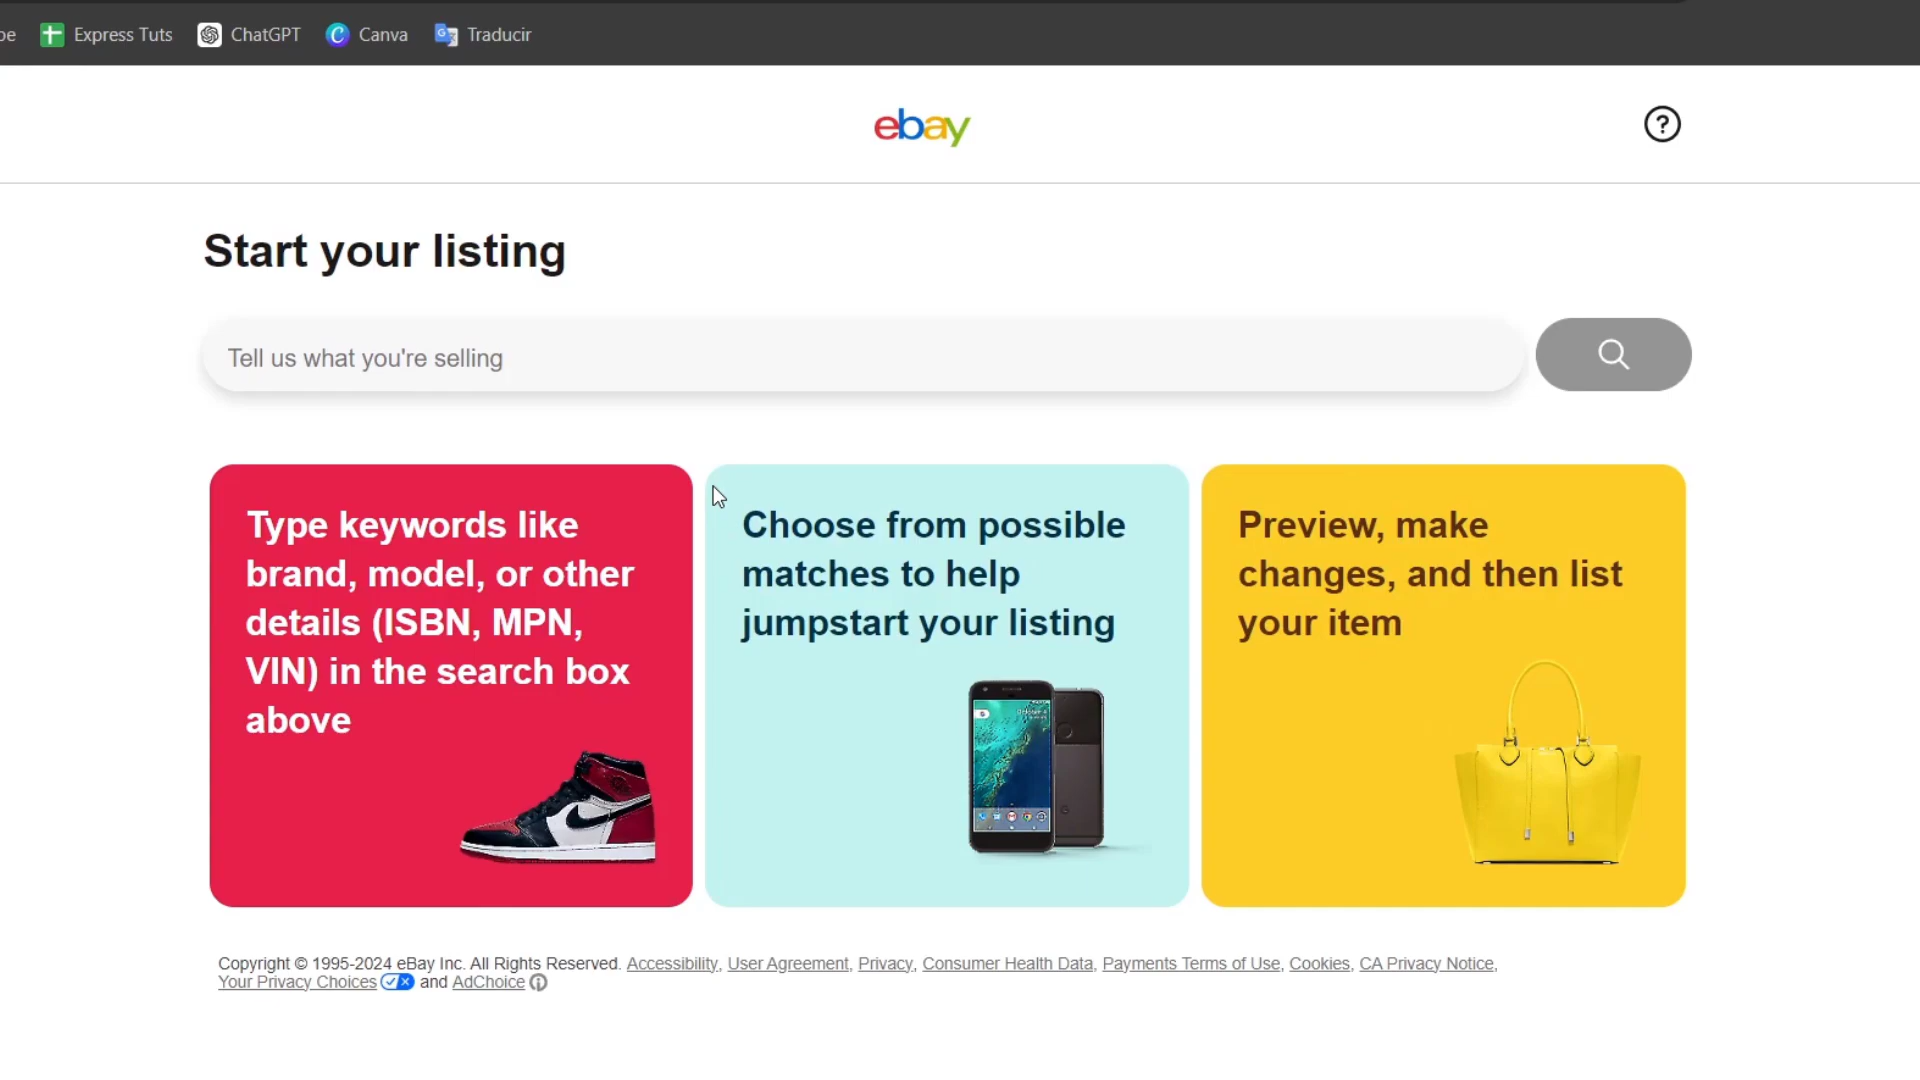 Express Tuts ChatGPT Canva Traducir
ebay
Start your listing
Tell us what you're selling
Type keywords like
brand, model, or other
details (ISBN, MPN,
VIN) in the search box
above
Choose from possible
matches to help
jumpstart your listing
Preview, make
changes, and then list
your item
Copyright © 1995-2024 eBay Inc. All Rights Reserved. Accessibility, User Agreement, Privacy, Consumer Health Data, Payments Terms of Use, Cookies, CA Privacy Notice,
Your Privacy Choices and AdChoice